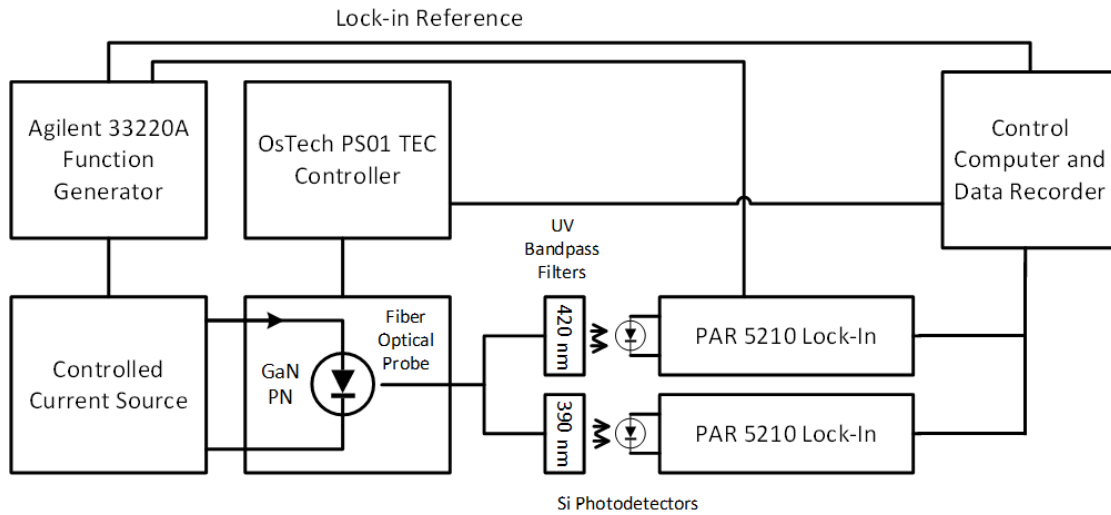 Lock-in Reference
Agilent 33220A
Function
Generator
OsTech PS01 TEC
Controller
Control
Computer and
Data Recorder
UV
Bandpass
Filters
Controlled
Current Source
GaN
PN
Fiber
Optical
Probe
420 nm
PAR 5210 Lock-In
390 nm
PAR 5210 Lock-In
Si Photodetectors